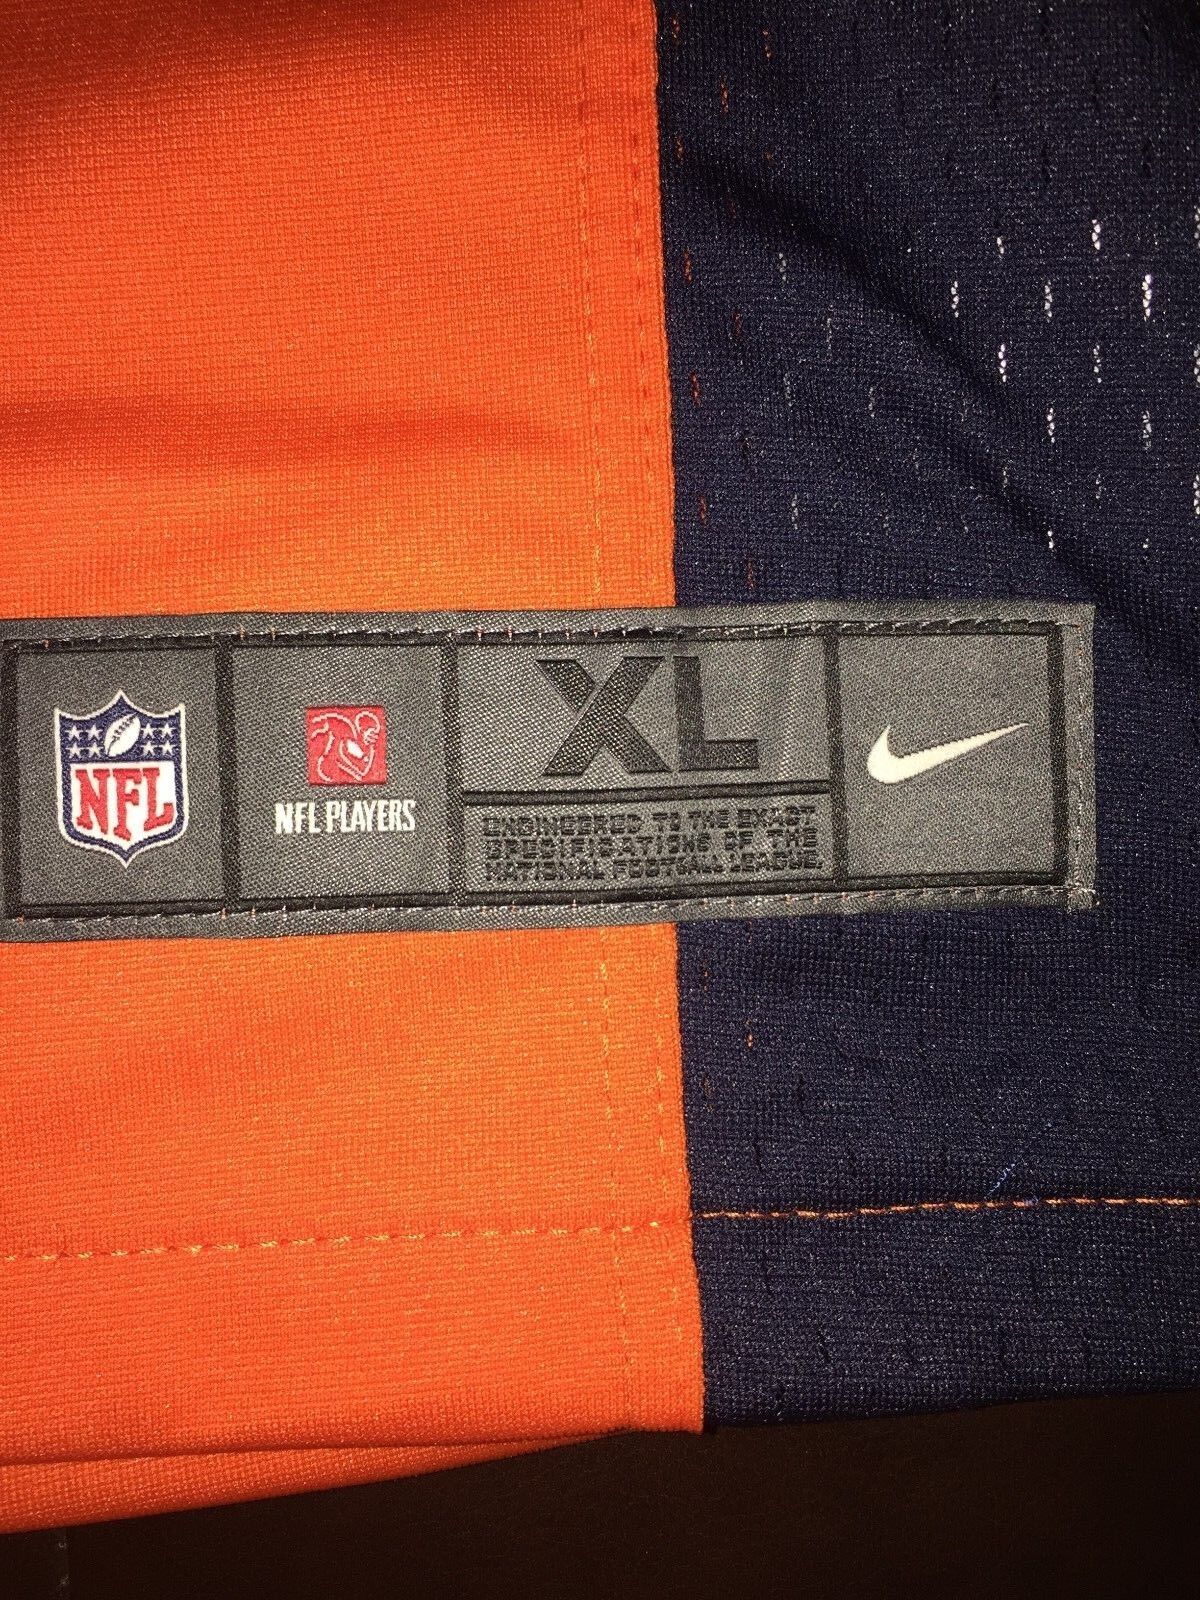 NFL
NFL PLAYERS
XL
ENGINEERED TO THE EXACT
SPECIFICATIONS OF THE
NATIONAL FOOTBALL LEAGUE.